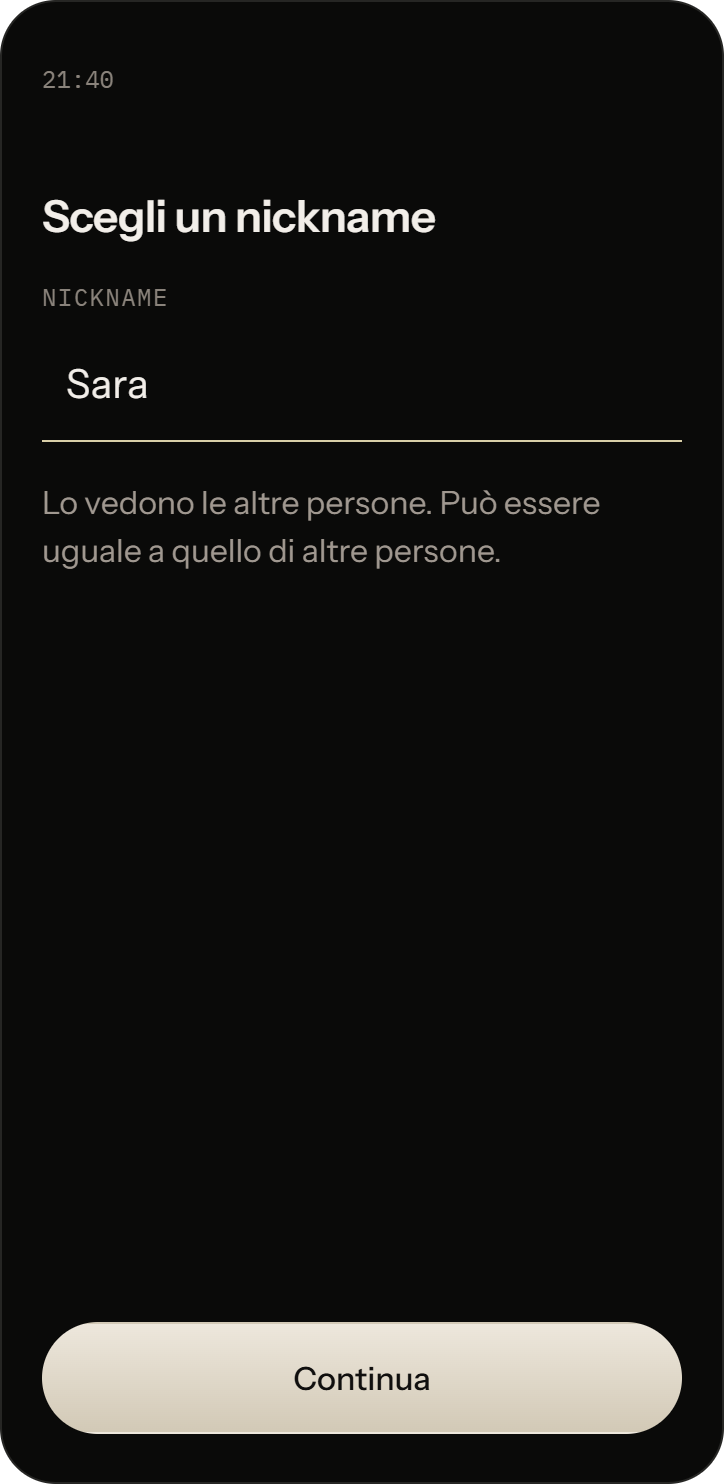 21:40
Scegli un nickname
NICKNAME
Sara
Lo vedono le altre persone. Può essere
uguale a quello di altre persone.
Continua